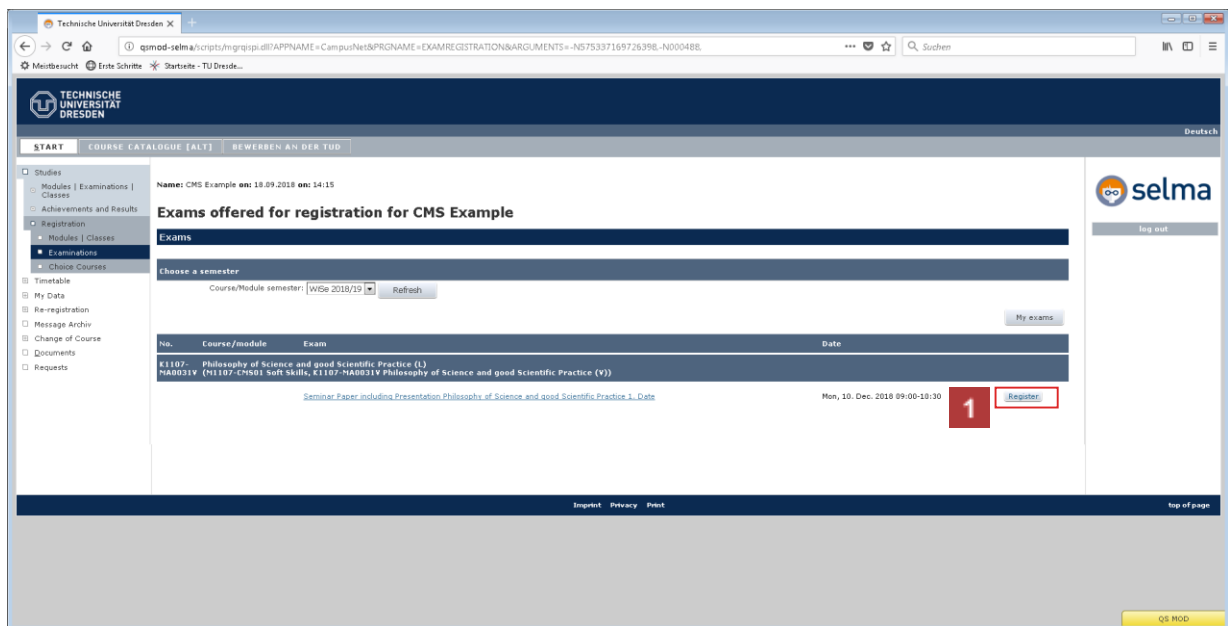 Technische Universität Dresden
qsmod-selma/scripts/mgrqispi.dll?APPNAME=CampusNet&PRGNAME=EXAMREGISTRATION&ARGUMENTS=-N575337169726398,-N000488,
Suchen
Meistbesucht Erste Schritte Startseite - TU Dresde...
TECHNISCHE
UNIVERSITÄT
DRESDEN
Deutsch
START COURSE CATALOGUE [ALT] BEWERBEN AN DER TUD
Studies
Modules | Examinations |
Classes
Achievements and Results
Registration
Modules | Classes
Examinations
Choice Courses
Timetable
My Data
Re-registration
Message Archiv
Change of Course
Documents
Requests
Name: CMS Example on: 18.09.2018 on: 14:15
Exams offered for registration for CMS Example
Exams
Choose a semester
Course/Module semester: WiSe 2018/19 Refresh
My exams
No. Course/module Exam Date
K1107- Philosophy of Science and good Scientific Practice (L)
MA0031V (M1107-CMS01 Soft Skills, K1107-MA0031V Philosophy of Science and good Scientific Practice (V))
Seminar Paper including Presentation Philosophy of Science and good Scientific Practice 1. Date Mon, 10. Dec. 2018 09:00-10:30 1 Register
selma
log out
Imprint Privacy Print top of page
QS MOD